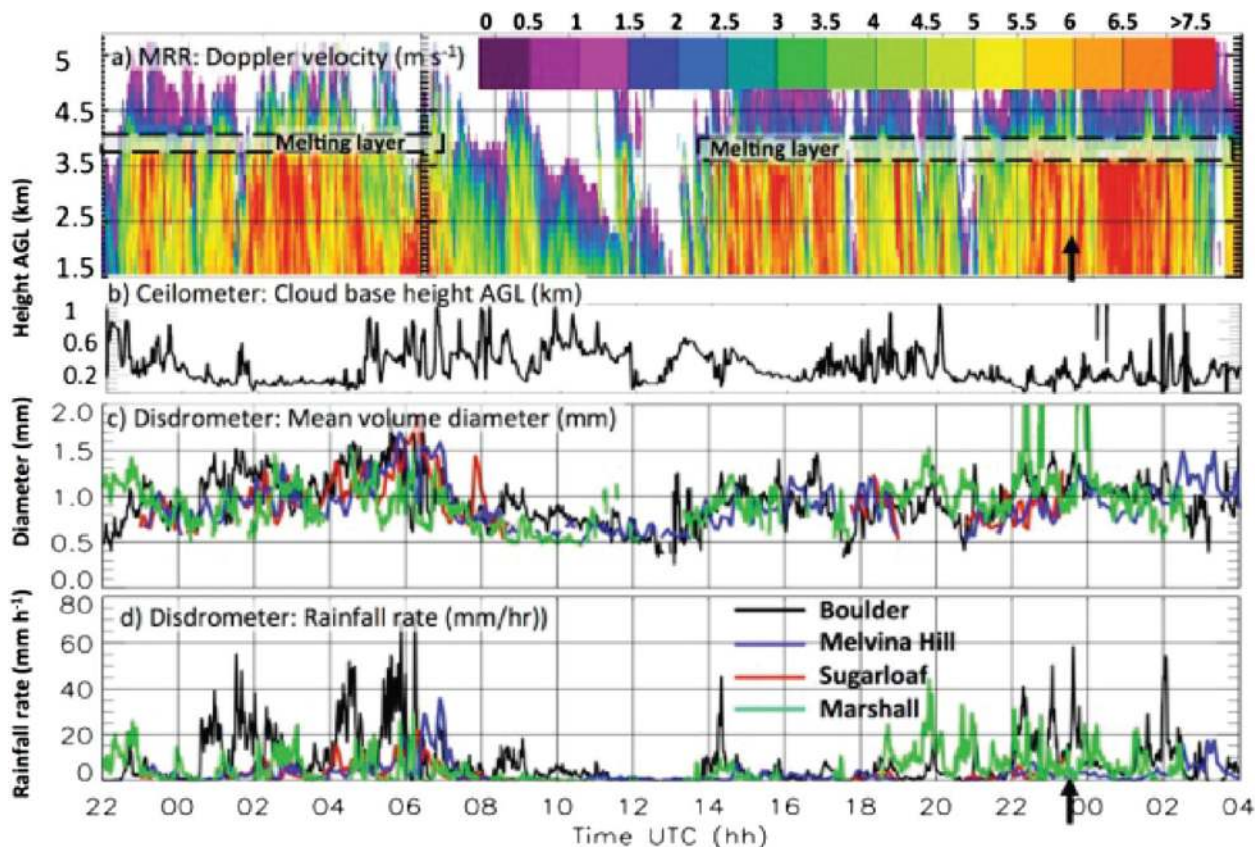 0 0.5 1 1.5 2 2.5 3 3.5 4 4.5 5 5.5 6 6.5 >7.5
a) MRR: Doppler velocity (m s⁻¹)
5
4.5
3.5
2.5
1.5
Melting layer
Melting layer
Height AGL (km)
b) Ceilometer: Cloud base height AGL (km)
1
0.6
0.2
c) Disdrometer: Mean volume diameter (mm)
2.0
1.5
1.0
0.5
0.0
Diameter (mm)
d) Disdrometer: Rainfall rate (mm/hr))
80
60
40
20
0
Rainfall rate (mm h⁻¹)
Boulder
Melvina Hill
Sugarloaf
Marshall
22 00 02 04 06 08 10 12 14 16 18 20 22 00 02 04
Time UTC (hh)